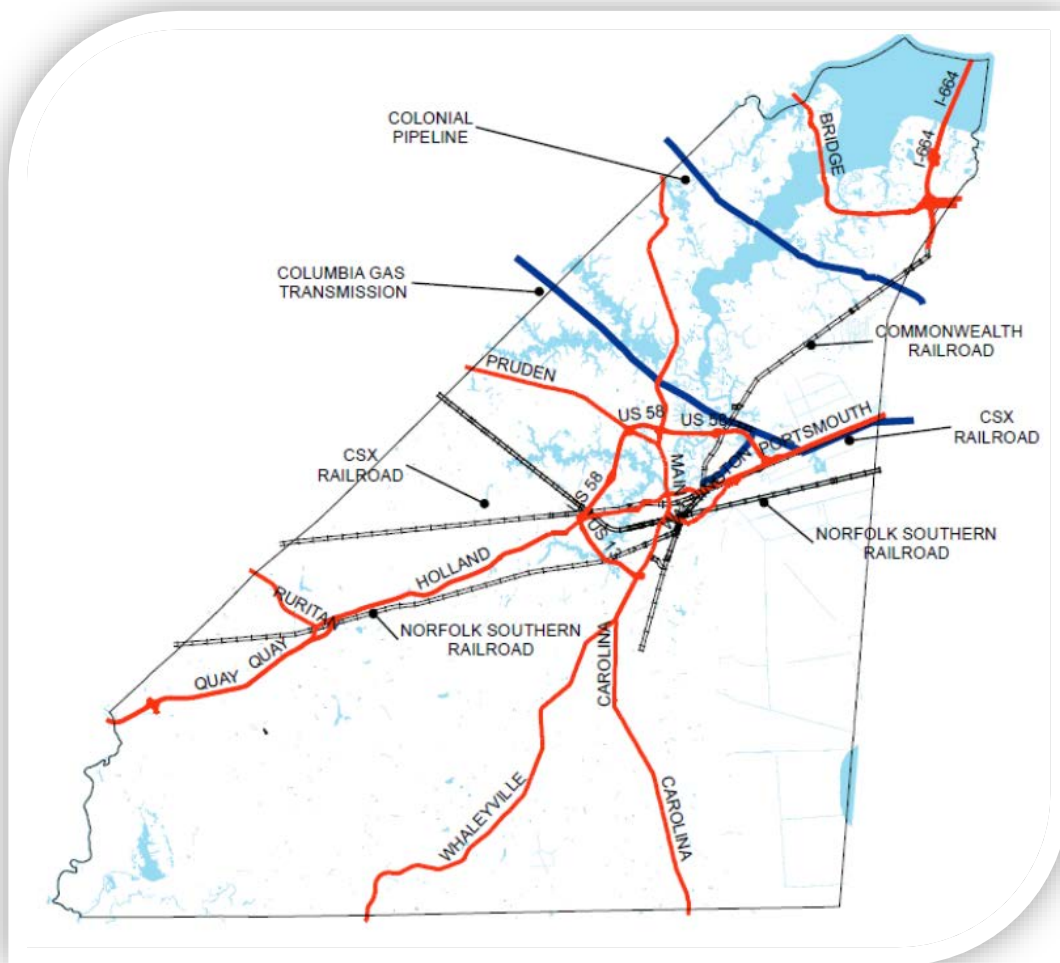 I-664
BRIDGE
I-664
COLONIAL
PIPELINE
COLUMBIA GAS
TRANSMISSION
COMMONWEALTH
RAILROAD
PRUDEN
US 58
US 58
PORTSMOUTH
CSX
RAILROAD
CSX
RAILROAD
MAIN
WASHINGTON
S 58
US 13
NORFOLK SOUTHERN
RAILROAD
HOLLAND
RURITAN
NORFOLK SOUTHERN
RAILROAD
QUAY QUAY
CAROLINA
WHALEYVILLE
CAROLINA